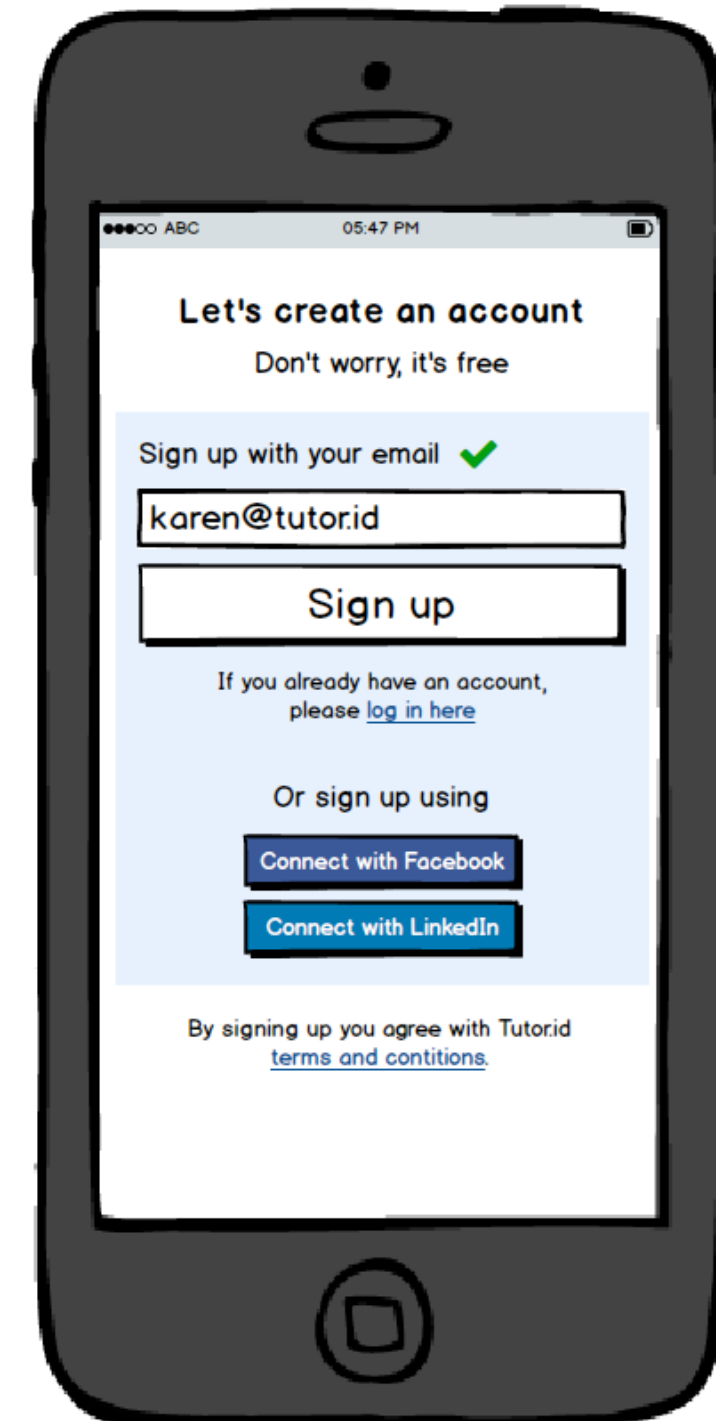 ABC 05:47 PM
Let's create an account
Don't worry, it's free
Sign up with your email
karen@tutor.id
Sign up
If you already have an account,
please log in here
Or sign up using
Connect with Facebook
Connect with LinkedIn
By signing up you agree with Tutor.id
terms and contitions.